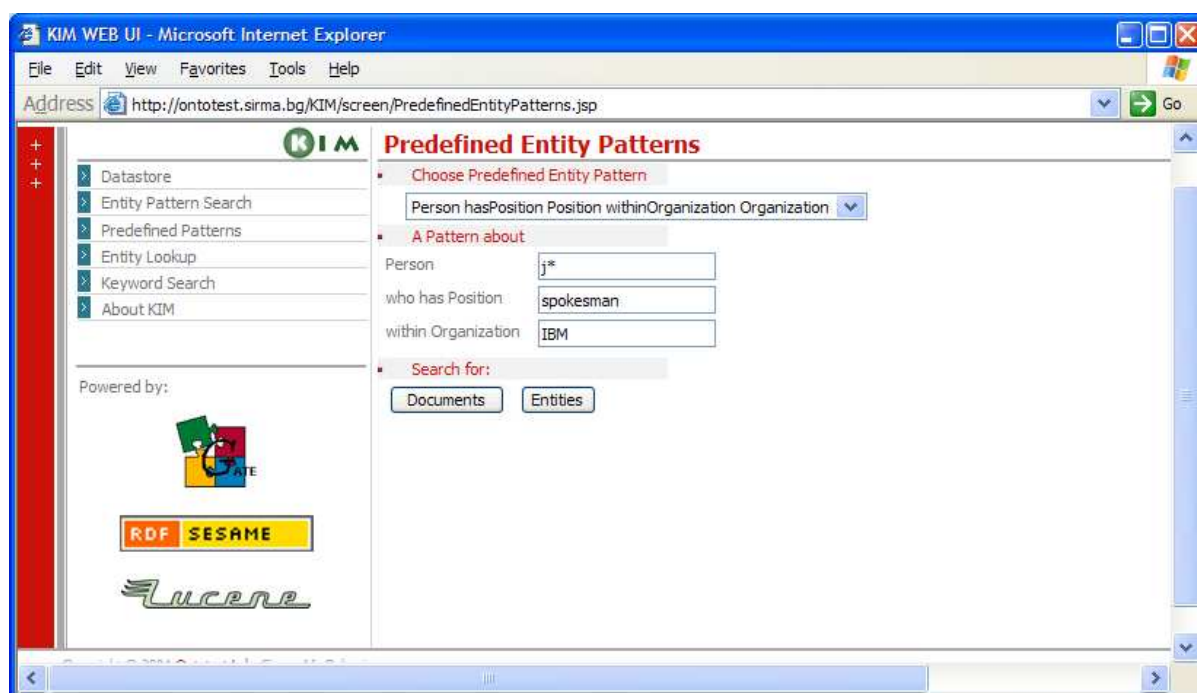 KIM WEB UI - Microsoft Internet Explorer
File Edit View Favorites Tools Help
Address http://ontotest.sirma.bg/KIM/screen/PredefinedEntityPatterns.jsp Go
KIM
Datastore
Entity Pattern Search
Predefined Patterns
Entity Lookup
Keyword Search
About KIM
Powered by:
GATE
RDF SESAME
Lucene
Predefined Entity Patterns
Choose Predefined Entity Pattern
Person hasPosition Position withinOrganization Organization
A Pattern about
Person j*
who has Position spokesman
within Organization IBM
Search for:
Documents Entities